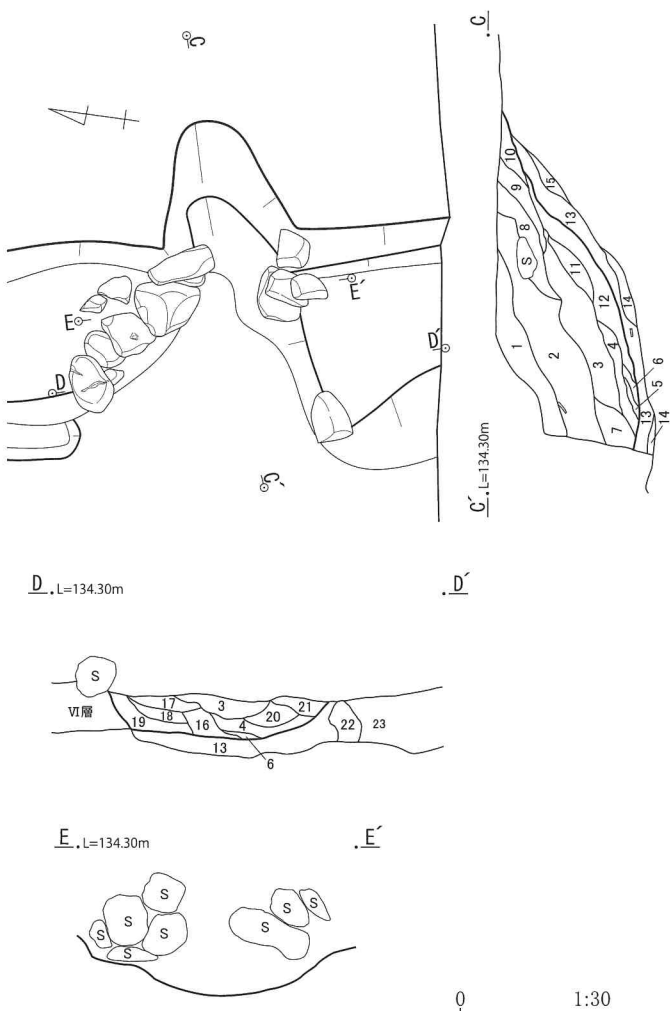 C
C
10
15
9
13
8
S
11
E´
E
12
14
D´
1
2
3
4
6
D
5
7
13
14
C´
C´ L=134.30m
D L=134.30m
D´
S
17
3
21
Ⅵ層
18
20
22
23
19
16
4
13
6
E L=134.30m
E´
S
S
S
S
S
S
S
S
S
0
1:30